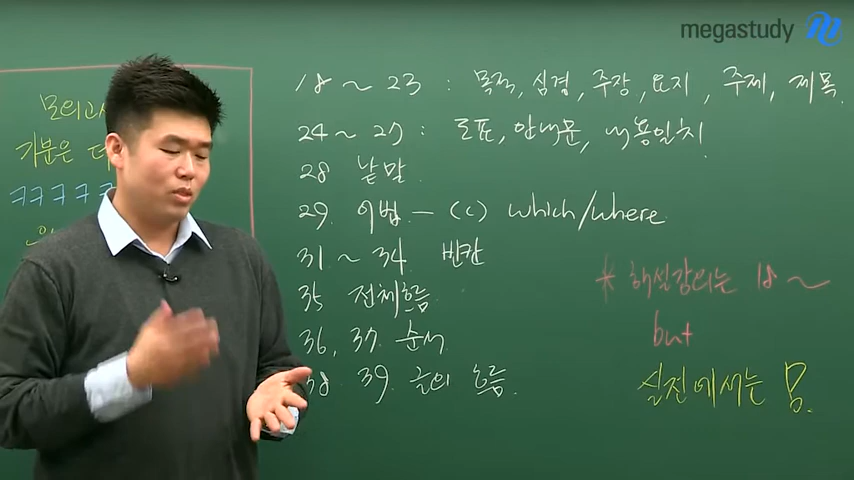 megastudy
모의고사
기분은
ㅋㅋㅋㅋㅋ
18 ~ 23 : 목적, 심경, 주장, 요지, 주제, 제목.
24 ~ 27 : 도표, 안내문, 내용일치.
28 낱말.
29. 어법 - (c) which/where.
31 ~ 34. 빈칸
35 전체흐름
36, 37. 순서
38 39. 글의 흐름.
* 해설강의는 18 ~
but
실전에서는 !